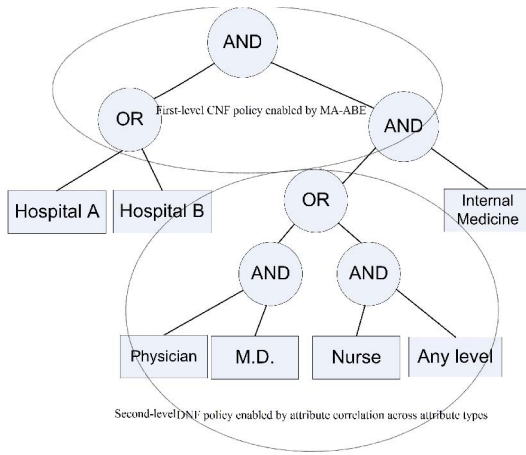 AND
First-level CNF policy enabled by MA-ABE
OR
AND
Hospital A
Hospital B
OR
Internal
Medicine
AND
AND
Physician
M.D.
Nurse
Any level
Second-level DNF policy enabled by attribute correlation across attribute types